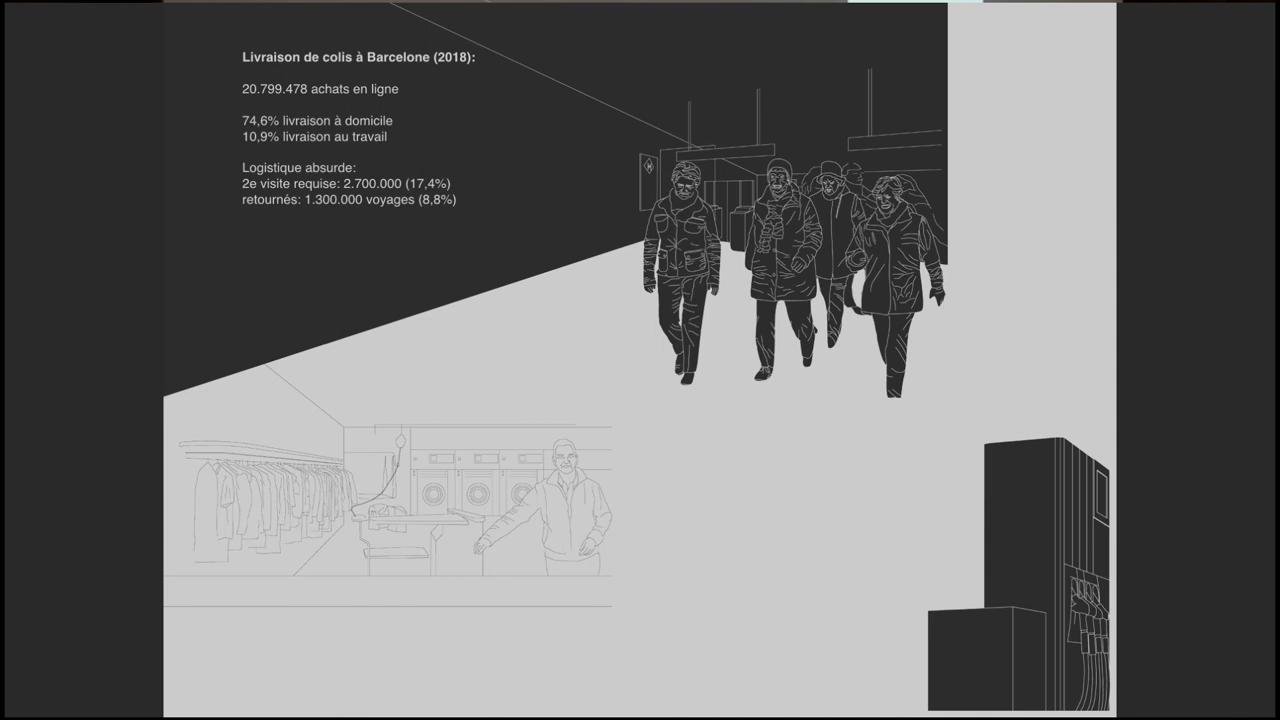 Livraison de colis à Barcelone (2018):
20.799.478 achats en ligne
74,6% livraison à domicile
10,9% livraison au travail
Logistique absurde:
2e visite requise: 2.700.000 (17,4%)
retournés: 1.300.000 voyages (8,8%)